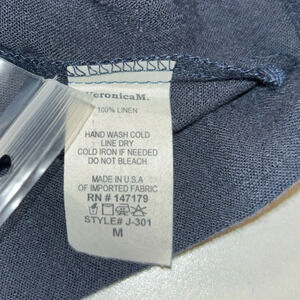 VeronicaM.
100% LINEN
HAND WASH COLD
LINE DRY
COLD IRON IF NEEDED
DO NOT BLEACH
MADE IN U.S.A
OF IMPORTED FABRIC
RN # 147179
STYLE# J-301
M